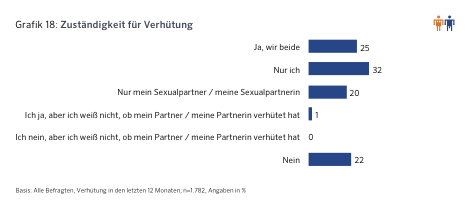 Grafik 18: Zuständigkeit für Verhütung
Ja, wir beide 25
Nur ich 32
Nur mein Sexualpartner / meine Sexualpartnerin 20
Ich ja, aber ich weiß nicht, ob mein Partner / meine Partnerin verhütet hat 1
Ich nein, aber ich weiß nicht, ob mein Partner / meine Partnerin verhütet hat 0
Nein 22
Basis: Alle Befragten, Verhütung in den letzten 12 Monaten, n=1.782, Angaben in %